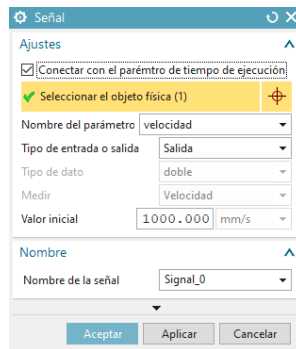 Señal
Ajustes
Conectar con el parémtro de tiempo de ejecución
Seleccionar el objeto física (1)
Nombre del parámetro velocidad
Tipo de entrada o salida Salida
Tipo de dato doble
Medir Velocidad
Valor inicial 1000.000 mm/s
Nombre
Nombre de la señal Signal_0
Aceptar Aplicar Cancelar